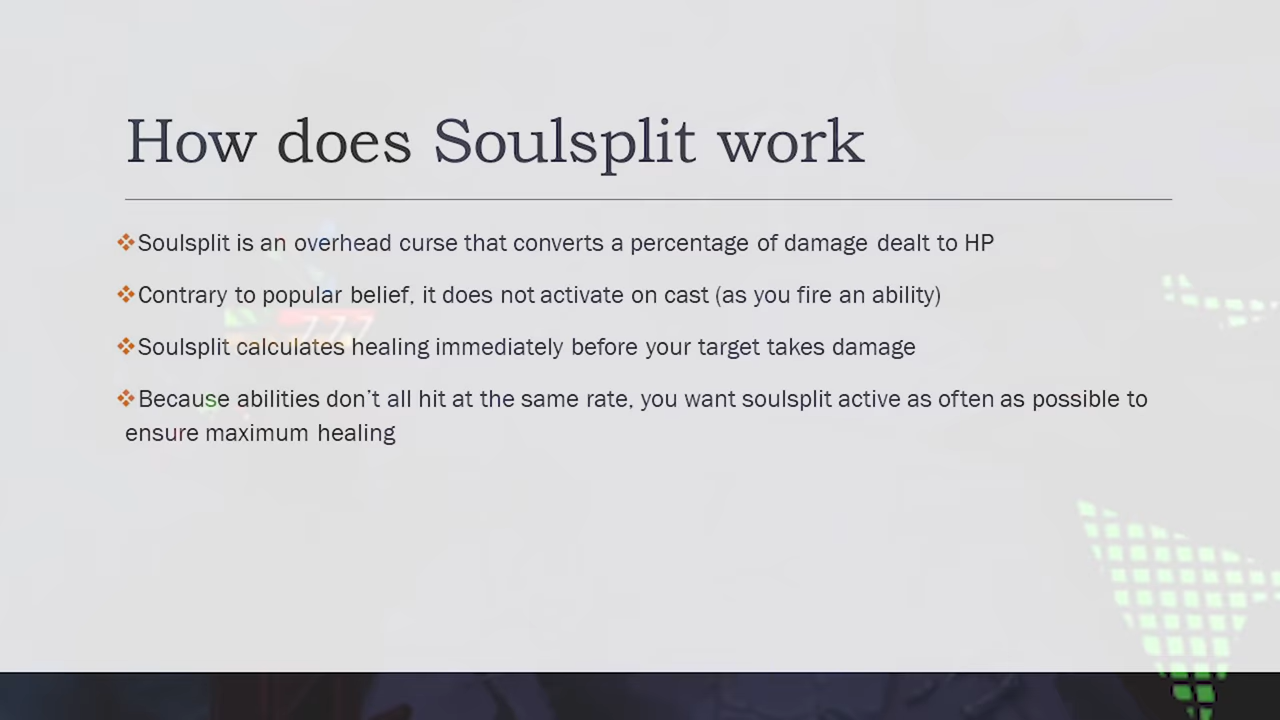 How does Soulsplit work
❖Soulsplit is an overhead curse that converts a percentage of damage dealt to HP
❖Contrary to popular belief, it does not activate on cast (as you fire an ability)
❖Soulsplit calculates healing immediately before your target takes damage
❖Because abilities don’t all hit at the same rate, you want soulsplit active as often as possible to
ensure maximum healing
777